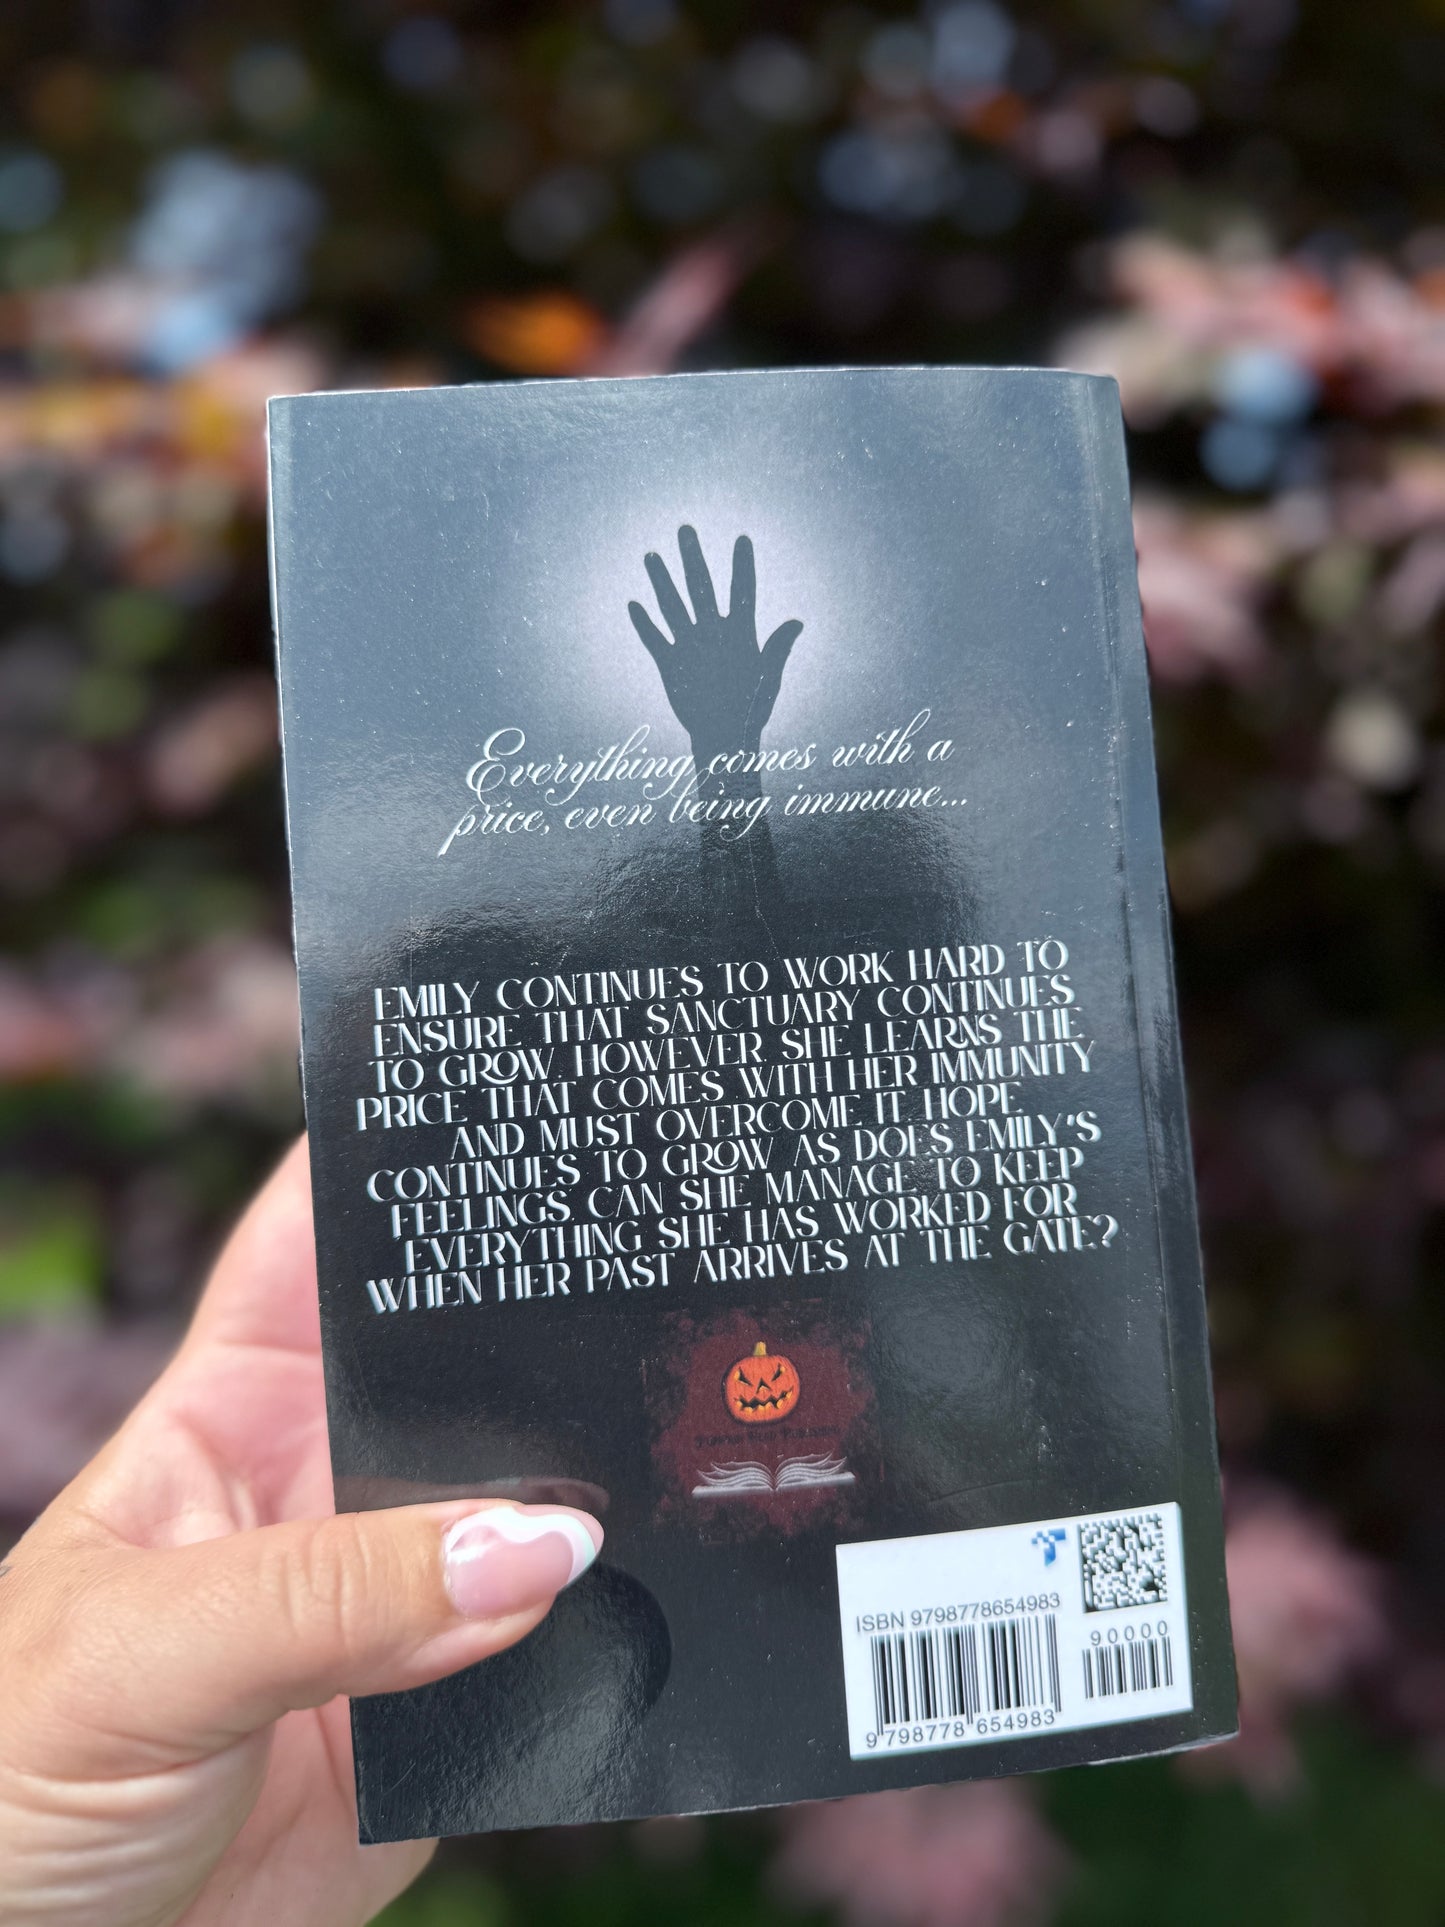 Everything comes with a
price, even being immune...
EMILY CONTINUES TO WORK HARD TO
ENSURE THAT SANCTUARY CONTINUES
TO GROW. HOWEVER SHE LEARNS THE
PRICE THAT COMES WITH HER IMMUNITY
AND MUST OVERCOME IT. HOPE
CONTINUES TO GROW AS DOES EMILY'S
FEELINGS. CAN SHE MANAGE TO KEEP
EVERYTHING SHE HAS WORKED FOR
WHEN HER PAST ARRIVES AT THE GATE?
ISBN 9798778654983
90000
9 798778 654983